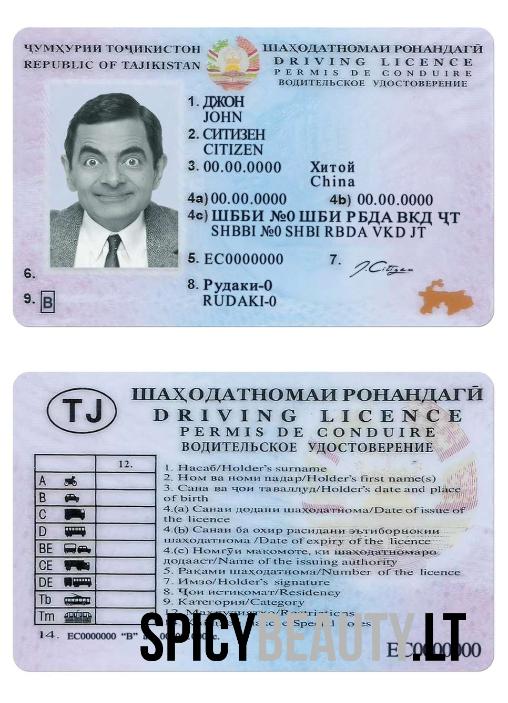 ҶУМҲУРИИ ТОҶИКИСТОН
REPUBLIC OF TAJIKISTAN
ШАҲОДАТНОМАИ РОНАНДАГӢ
DRIVING LICENCE
PERMIS DE CONDUIRE
ВОДИТЕЛЬСКОЕ УДОСТОВЕРЕНИЕ
1. ДЖОН
JOHN
2. СИТИЗЕН
CITIZEN
3. 00.00.0000 Хитой
China
4a) 00.00.0000 4b) 00.00.0000
4c) ШББИ №0 ШБИ РБДА ВКД ҶТ
SHBBI №0 SHBI RBDA VKD JT
5. EC0000000 7. J.Citizen
6.
8. Рудаки-0
RUDAKI-0
9. B
TJ
ШАҲОДАТНОМАИ РОНАНДАГӢ
DRIVING LICENCE
PERMIS DE CONDUIRE
ВОДИТЕЛЬСКОЕ УДОСТОВЕРЕНИЕ
12.
A
B
C
D
BE
CE
DE
Tb
Tm
1. Насаб/Holder's surname
2. Ном ва номи падар/Holder's first name(s)
3. Сана ва ҷои таваллуд/Holder's date and place
of birth
4.(a) Санаи додани шаҳодатнома/Date of issue of
the licence
4.(b) Санаи ба охир расидани эътиборнокии
шаҳодатнома /Date of expiry of the licence
4.(c) Номгӯи макомоте, ки шаҳодатномаро
додааст/Name of the issuing authority
5. Рақами шаҳодатнома/Number of the licence
7. Имзо/Holder's signature
8. Ҷои истиқомат/Residency
9. Категория/Category
12. /Restrictions
14. EC0000000 "B"
EC0000000
SPICYBEAUTY.LT